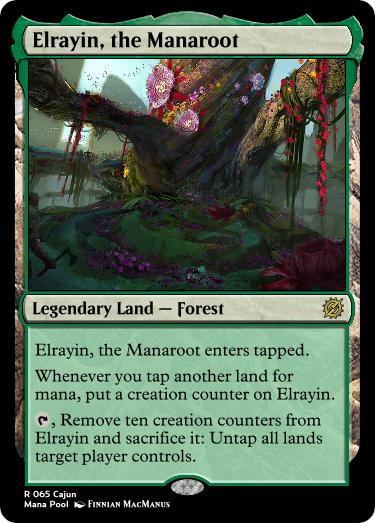 Elrayin, the Manaroot
Legendary Land — Forest
Elrayin, the Manaroot enters tapped.
Whenever you tap another land for
mana, put a creation counter on Elrayin.
, Remove ten creation counters from
Elrayin and sacrifice it: Untap all lands
target player controls.
R 065 Cajun
Mana Pool Finnian MacManus